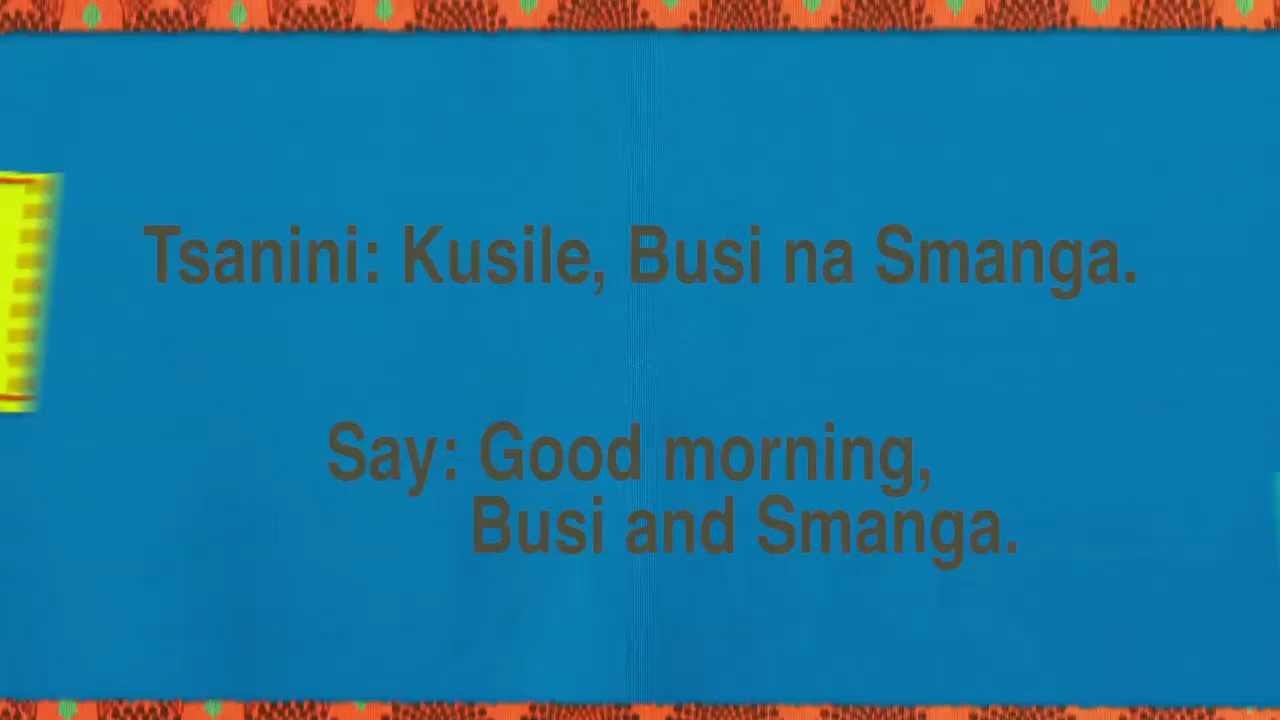 Tsanini: Kusile, Busi na Smanga.
Say: Good morning,
Busi and Smanga.